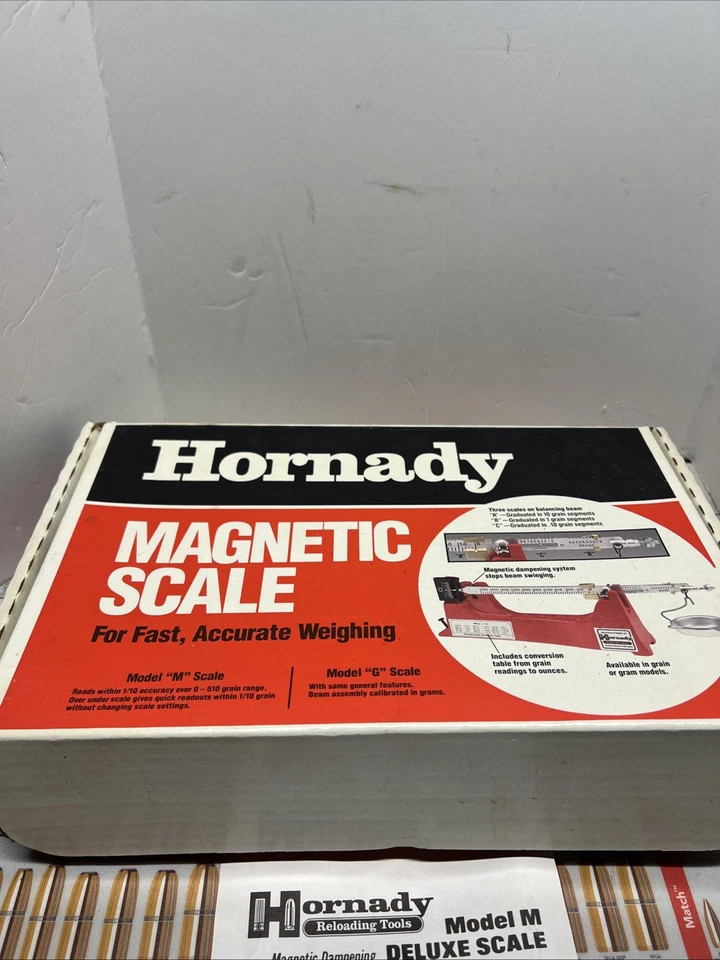 Hornady
MAGNETIC
SCALE
For Fast, Accurate Weighing
Model "M" Scale
Reads within 1/10 accuracy over 0 – 510 grain range.
Over under scale gives quick readouts within 1/10 grain
without changing scale settings.
Model "G" Scale
With same general features.
Beam assembly calibrated in grams.
Three scales on balancing beam
"A" —Graduated in 10 grain segments
"B" —Graduated in 1 grain segments
"C" —Graduated in .10 grain segments
"A"
"C"
"B"
Magnetic dampening system
stops beam swinging.
Hornady
Includes conversion
table from grain
readings to ounces.
Available in grain
or gram models.
Hornady
Reloading Tools
Model M
Magnetic Dampening
DELUXE SCALE
Match™